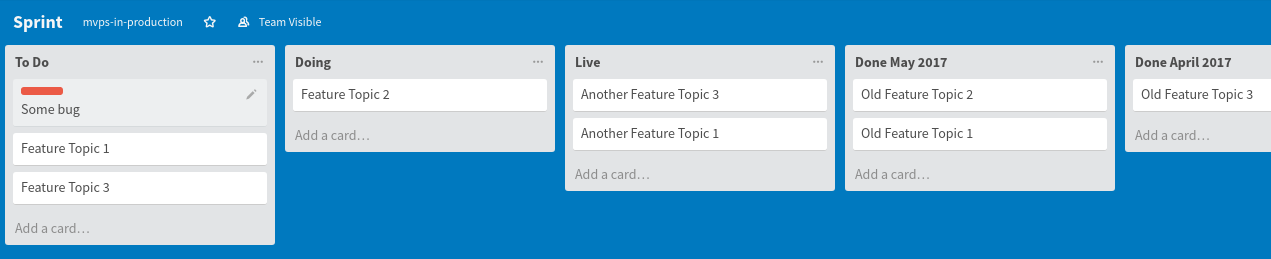 Sprint mvps-in-production Team Visible
To Do
Some bug
Feature Topic 1
Feature Topic 3
Add a card…
Doing
Feature Topic 2
Add a card…
Live
Another Feature Topic 3
Another Feature Topic 1
Add a card…
Done May 2017
Old Feature Topic 2
Old Feature Topic 1
Add a card…
Done April 2017
Old Feature Topic 3
Add a card…